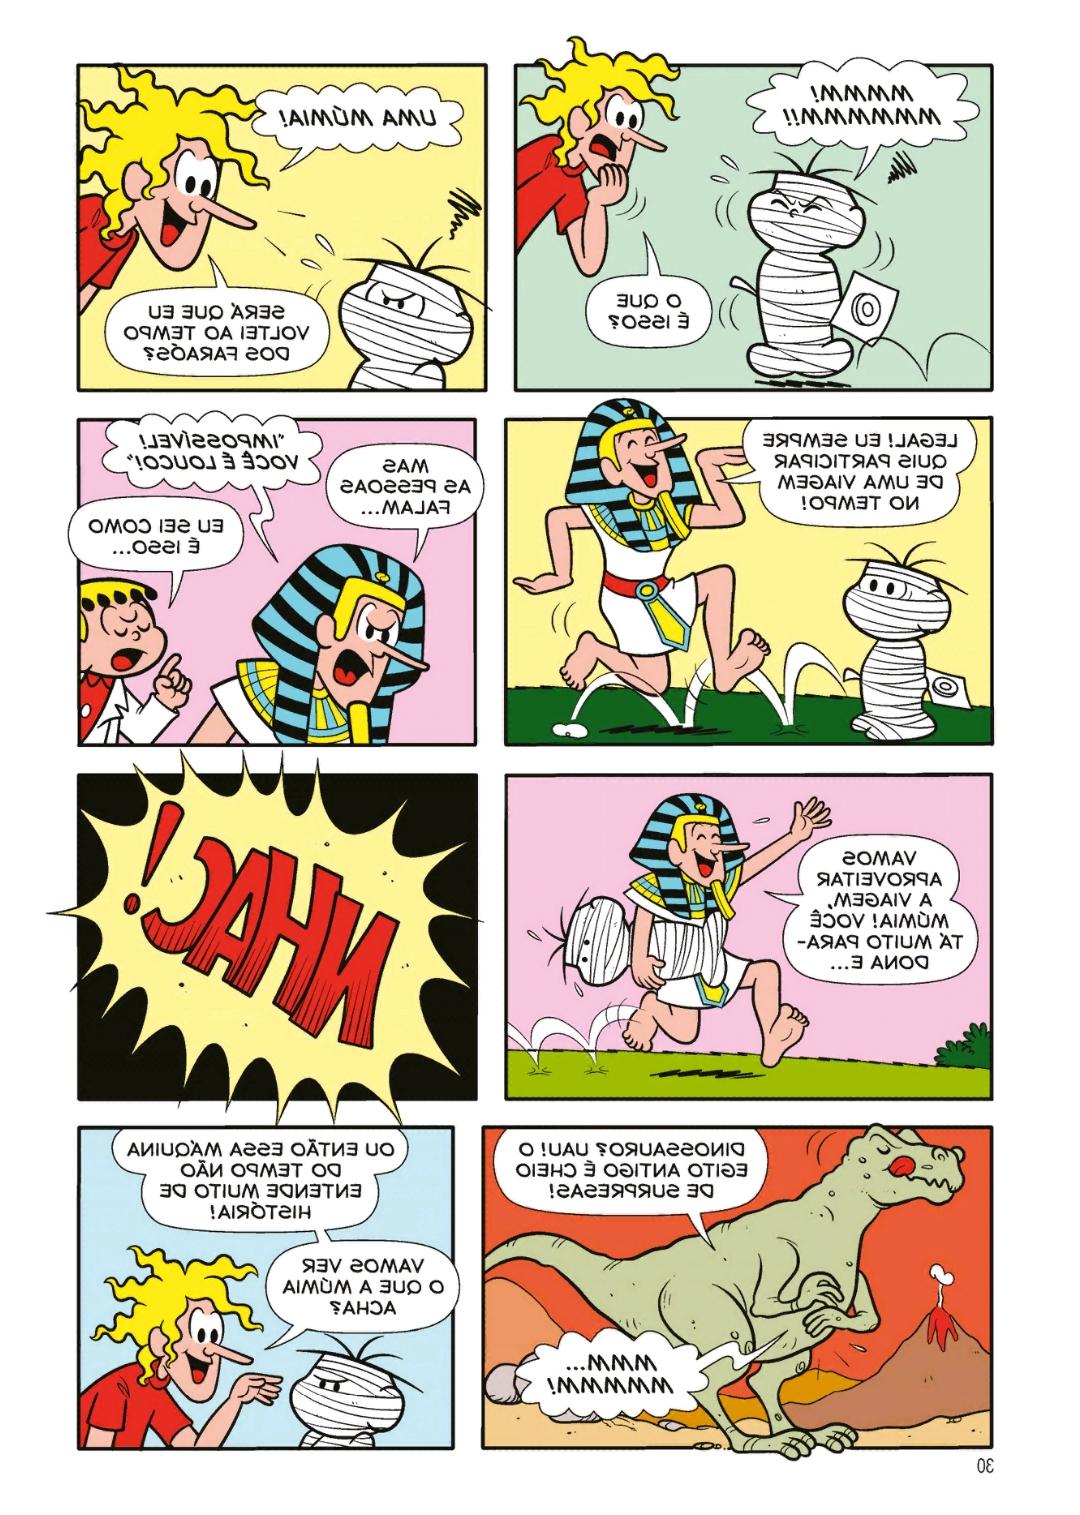 MMMM!
MMMMMM!!
O QUE
É ISSO?
UMA MÚMIA!
SERÁ QUE EU
VOLTEI AO TEMPO
DOS FARAÓS?
LEGAL! EU SEMPRE
QUIS PARTICIPAR
DE UMA VIAGEM
NO TEMPO!
MAS
AS PESSOAS
FALAM...
"IMPOSSÍVEL!
VOCÊ É LOUCO!"
EU SEI COMO
É ISSO...
VAMOS
APROVEITAR
A VIAGEM,
MÚMIA! VOCÊ
TÁ MUITO PARA-
DONA E...
NHAC!
DINOSSAURO? UAU! O
EGITO ANTIGO É CHEIO
DE SURPRESAS!
MMM...
MMMMM!
OU ENTÃO ESSA MÁQUINA
DO TEMPO NÃO
ENTENDE MUITO DE
HISTÓRIA!
VAMOS VER
O QUE A MÚMIA
ACHA?
30